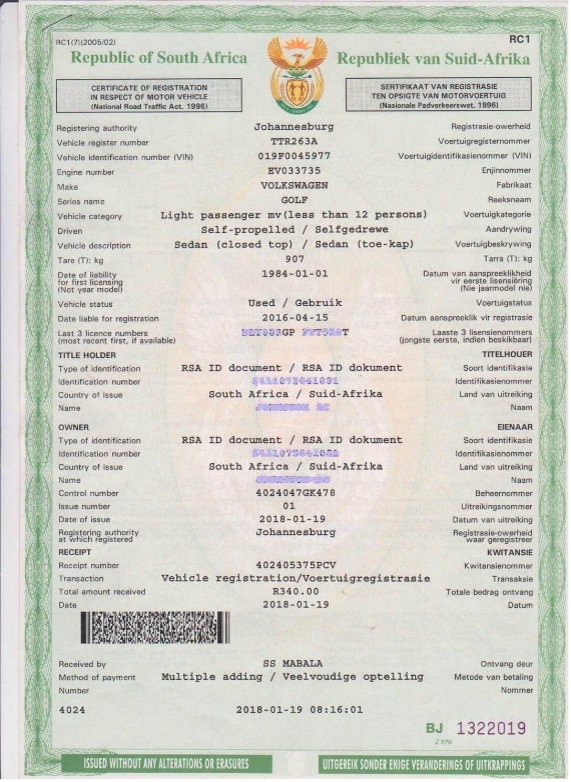 RC1(7)(2005/02)
RC1
Republic of South Africa Republiek van Suid-Afrika
CERTIFICATE OF REGISTRATION
IN RESPECT OF MOTOR VEHICLE
(National Road Traffic Act, 1996)
SERTIFIKAAT VAN REGISTRASIE
TEN OPSIGTE VAN MOTORVOERTUIG
(Nasionale Padverkeerswet, 1996)
Registering authority Johannesburg Registrasie-owerheid
Vehicle register number TTR263A Voertuigregisternommer
Vehicle identification number (VIN) 019F0045977 Voertuigidentifikasienommer (VIN)
Engine number EV033735 Enjinnommer
Make VOLKSWAGEN Fabrikaat
Series name GOLF Reeksnaam
Vehicle category Light passenger mv(less than 12 persons) Voertuigkategorie
Driven Self-propelled / Selfgedrewe Aandrywing
Vehicle description Sedan (closed top) / Sedan (toe-kap) Voertuigbeskrywing
Tare (T): kg 907 Tarra (T): kg
Date of liability 1984-01-01 Datum van aanspreeklikheid
for first licensing vir eerste lisensiëring
(Not year model) (Nie jaarmodel nie)
Vehicle status Used / Gebruik Voertuigstatus
Date liable for registration 2016-04-15 Datum aanspreeklik vir registrasie
Last 3 licence numbers GP T Laaste 3 lisensienommers
(most recent first, if available) (jongste eerste, indien beskikbaar)
TITLE HOLDER TITELHOUER
Type of identification RSA ID document / RSA ID dokument Soort identifikasie
Identification number Identifikasienommer
Country of issue South Africa / Suid-Afrika Land van uitreiking
Name Naam
OWNER EIENAAR
Type of identification RSA ID document / RSA ID dokument Soort identifikasie
Identification number Identifikasienommer
Country of issue South Africa / Suid-Afrika Land van uitreiking
Name Naam
Control number 4024047GK478 Beheernommer
Issue number 01 Uitreikingsnommer
Date of issue 2018-01-19 Datum van uitreiking
Registering authority Johannesburg Registrasie-owerheid
at which registered waar geregistreer
RECEIPT KWITANSIE
Receipt number 402405375PCV Kwitansienommer
Transaction Vehicle registration/Voertuigregistrasie Transaksie
Total amount received R340.00 Totale bedrag ontvang
Date 2018-01-19 Datum
Received by SS MABALA Ontvang deur
Method of payment Multiple adding / Veelvoudige optelling Metode van betaling
Number Nommer
4024 2018-01-19 08:16:01
BJ 1322019
ISSUED WITHOUT ANY ALTERATIONS OR ERASURES UITGEREIK SONDER ENIGE VERANDERINGS OF UITKRAPPINGS